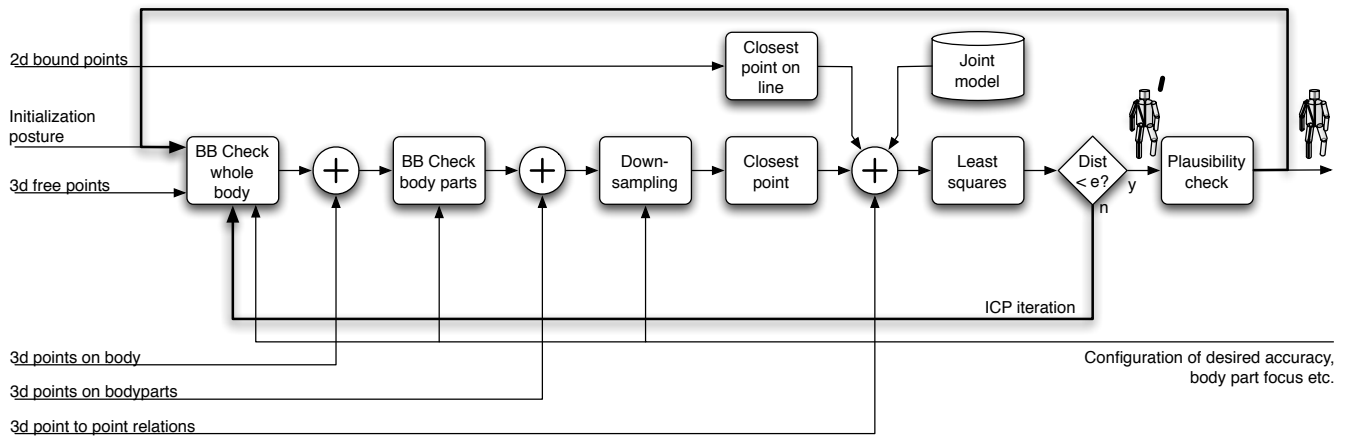 2d bound points
Closest
point on
line
Joint
model
Initialization
posture
3d free points
BB Check
whole
body
+
BB Check
body parts
+
Down-
sampling
Closest
point
+
Least
squares
Dist
< e?
y
n
Plausibility
check
ICP iteration
3d points on body
3d points on bodyparts
3d point to point relations
Configuration of desired accuracy,
body part focus etc.